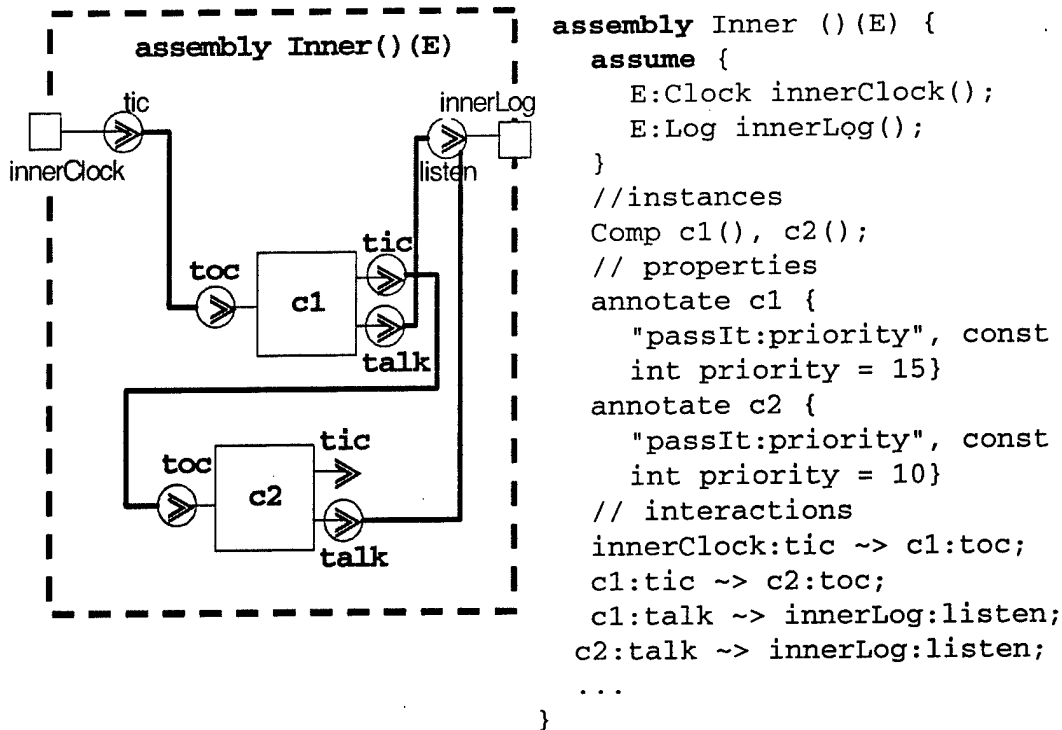 assembly Inner()(E)
tic
innerLog
innerClock
listen
tic
toc
c1
talk
tic
toc
c2
talk
assembly Inner ()(E) {
assume {
E:Clock innerClock();
E:Log innerLog();
}
//instances
Comp c1(), c2();
// properties
annotate c1 {
"passIt:priority", const
int priority = 15}
annotate c2 {
"passIt:priority", const
int priority = 10}
// interactions
innerClock:tic ~> c1:toc;
c1:tic ~> c2:toc;
c1:talk ~> innerLog:listen;
c2:talk ~> innerLog:listen;
...
}